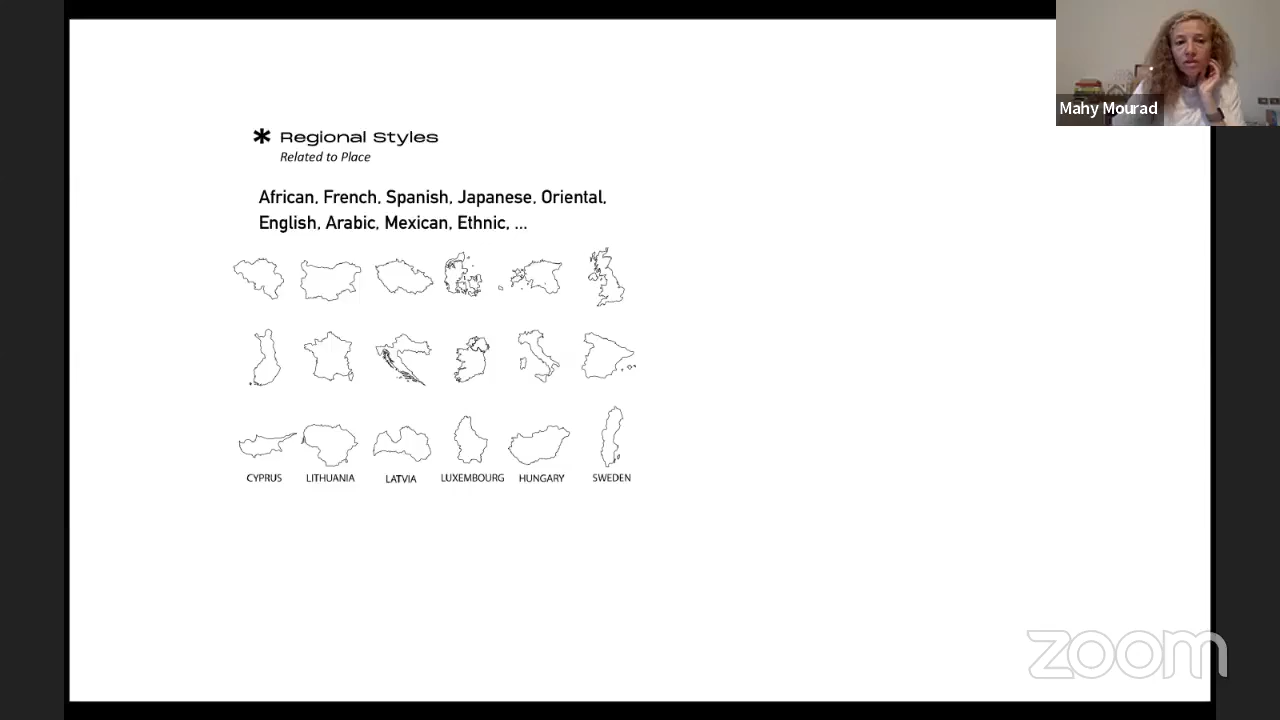 Mahy Mourad
* Regional Styles
Related to Place
African, French, Spanish, Japanese, Oriental,
English, Arabic, Mexican, Ethnic, ...
CYPRUS LITHUANIA LATVIA LUXEMBOURG HUNGARY SWEDEN
zoom